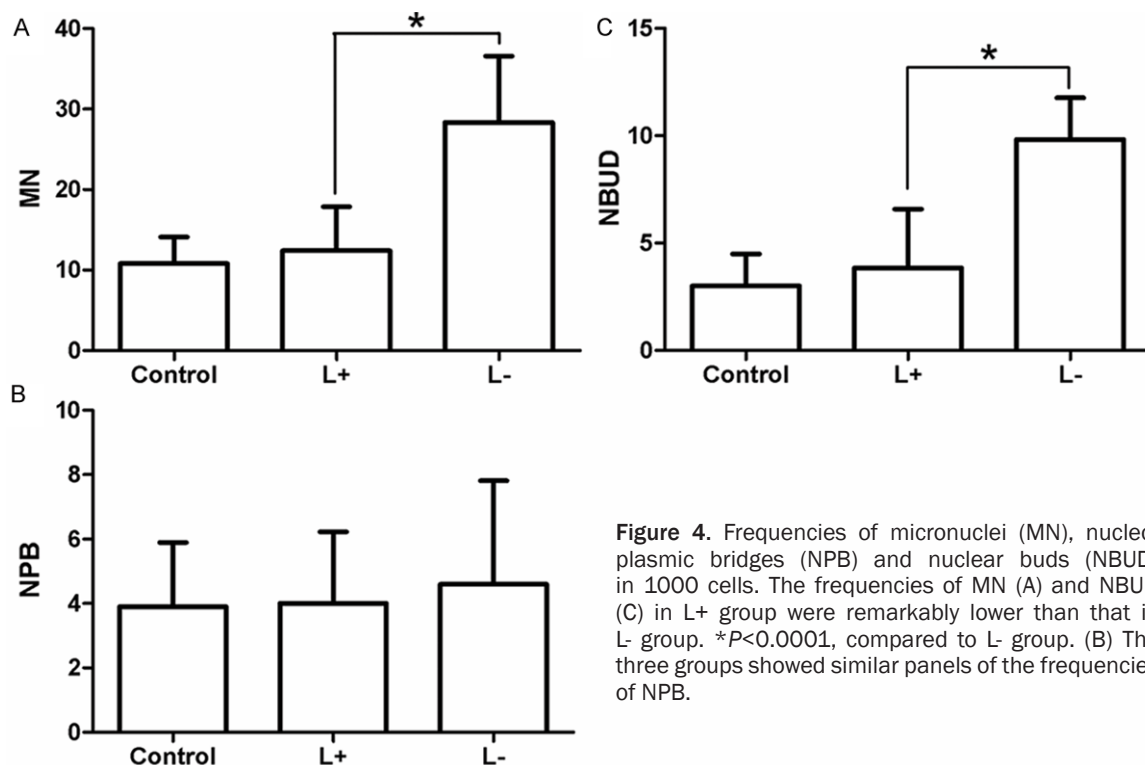 A
MN
40
30
20
10
0
*
Control L+ L-
C
NBUD
15
10
5
0
*
Control L+ L-
B
NPB
10
8
6
4
2
0
Control L+ L-
Figure 4. Frequencies of micronuclei (MN), nucleo
plasmic bridges (NPB) and nuclear buds (NBUD
in 1000 cells. The frequencies of MN (A) and NBU
(C) in L+ group were remarkably lower than that i
L- group. *P<0.0001, compared to L- group. (B) Th
three groups showed similar panels of the frequencie
of NPB.